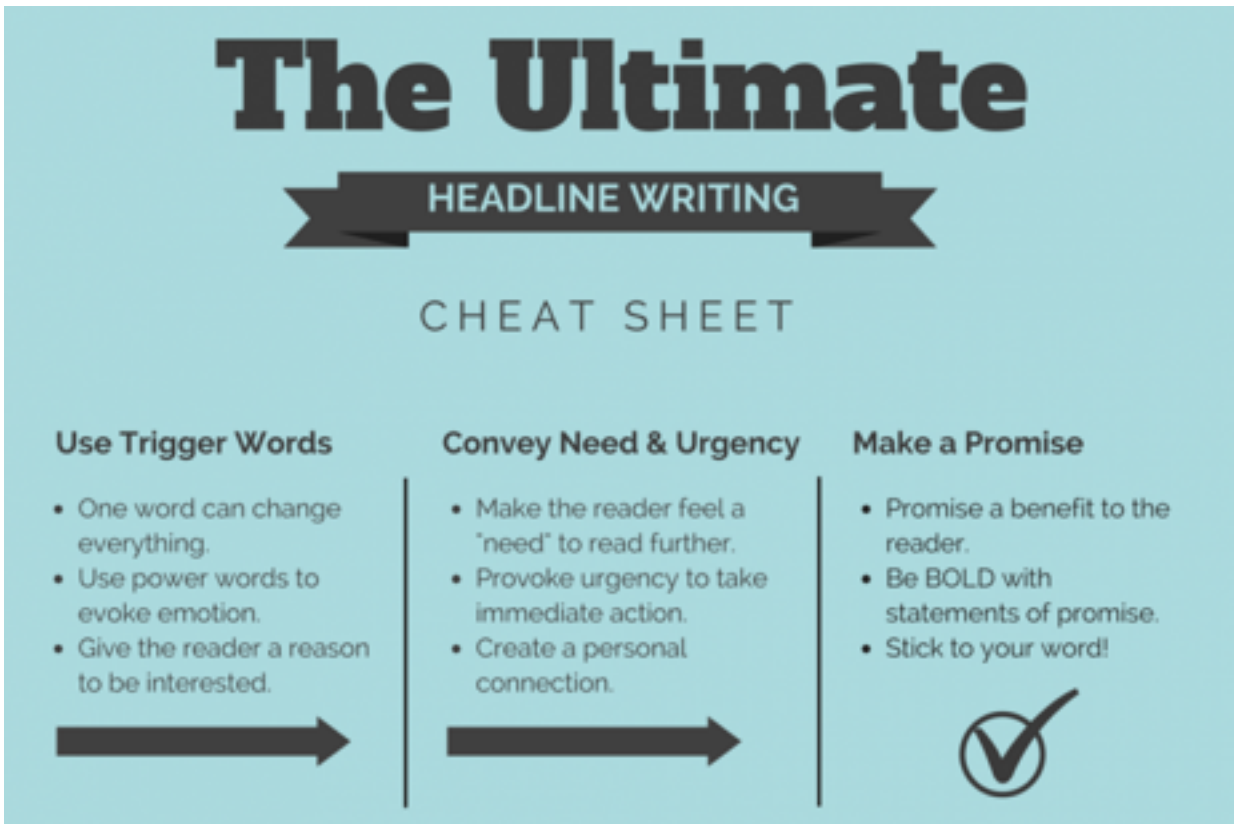 The Ultimate
HEADLINE WRITING
CHEAT SHEET
Use Trigger Words
• One word can change
everything.
• Use power words to
evoke emotion.
• Give the reader a reason
to be interested.
Convey Need & Urgency
• Make the reader feel a
"need" to read further.
• Provoke urgency to take
immediate action.
• Create a personal
connection.
Make a Promise
• Promise a benefit to the
reader.
• Be BOLD with
statements of promise.
• Stick to your word!